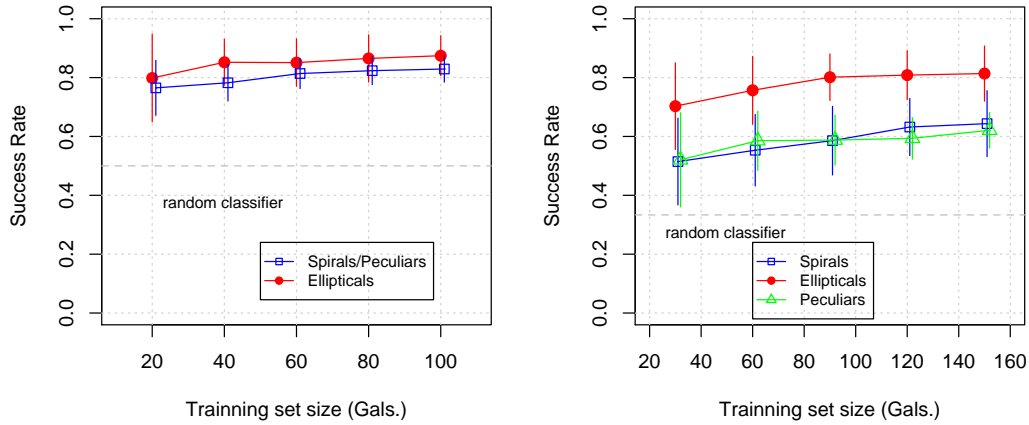 Success Rate
1.0
0.8
0.6
0.4
0.2
0.0
random classifier
Spirals/Peculiars
Ellipticals
20 40 60 80 100
Trainning set size (Gals.)
Success Rate
1.0
0.8
0.6
0.4
0.2
0.0
random classifier
Spirals
Ellipticals
Peculiars
20 40 60 80 100 120 140 160
Trainning set size (Gals.)